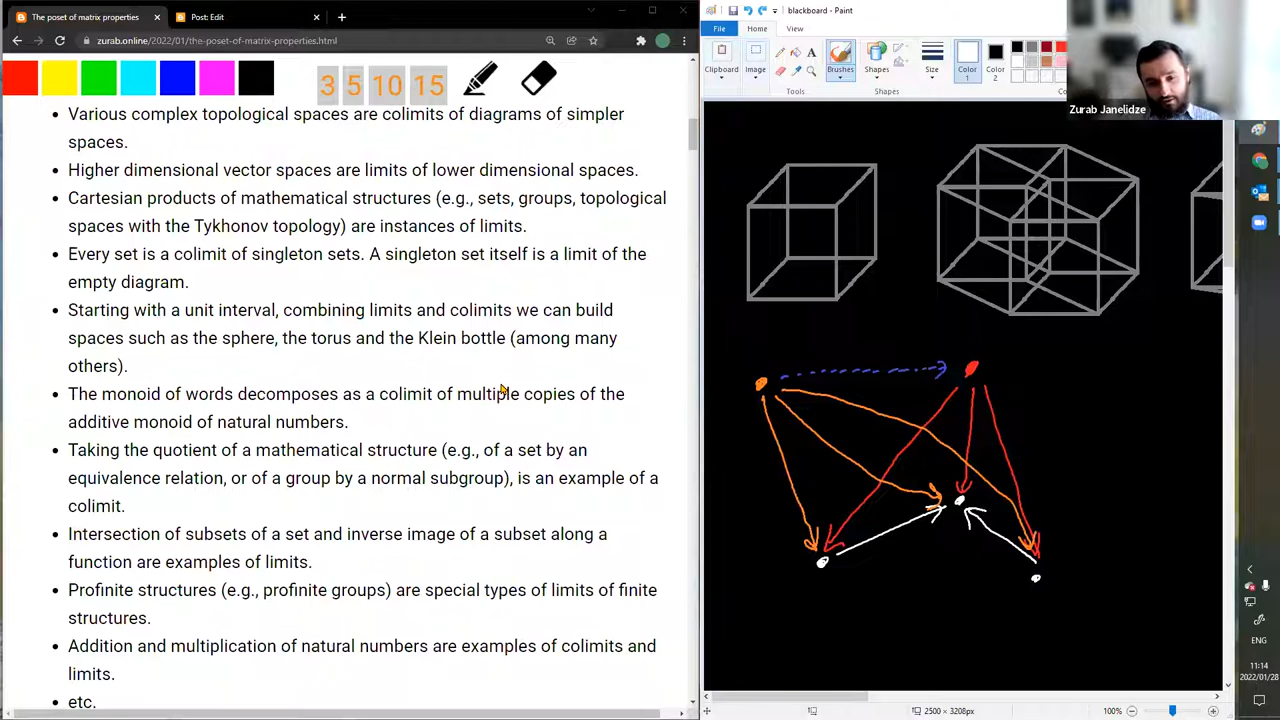 The poset of matrix properties
Post: Edit
zurab.online/2022/01/the-poset-of-matrix-properties.html
3 5 10 15
• Various complex topological spaces are colimits of diagrams of simpler
spaces.
• Higher dimensional vector spaces are limits of lower dimensional spaces.
• Cartesian products of mathematical structures (e.g., sets, groups, topological
spaces with the Tykhonov topology) are instances of limits.
• Every set is a colimit of singleton sets. A singleton set itself is a limit of the
empty diagram.
• Starting with a unit interval, combining limits and colimits we can build
spaces such as the sphere, the torus and the Klein bottle (among many
others).
• The monoid of words decomposes as a colimit of multiple copies of the
additive monoid of natural numbers.
• Taking the quotient of a mathematical structure (e.g., of a set by an
equivalence relation, or of a group by a normal subgroup), is an example of a
colimit.
• Intersection of subsets of a set and inverse image of a subset along a
function are examples of limits.
• Profinite structures (e.g., profinite groups) are special types of limits of finite
structures.
• Addition and multiplication of natural numbers are examples of colimits and
limits.
• etc.
blackboard - Paint
File Home View
Clipboard
Image
Tools
Brushes
Shapes
Shapes
Size
Color
1
Color
2
Zurab Janelidze
2500 × 3208px
100%
ENG
11:14
2022/01/28